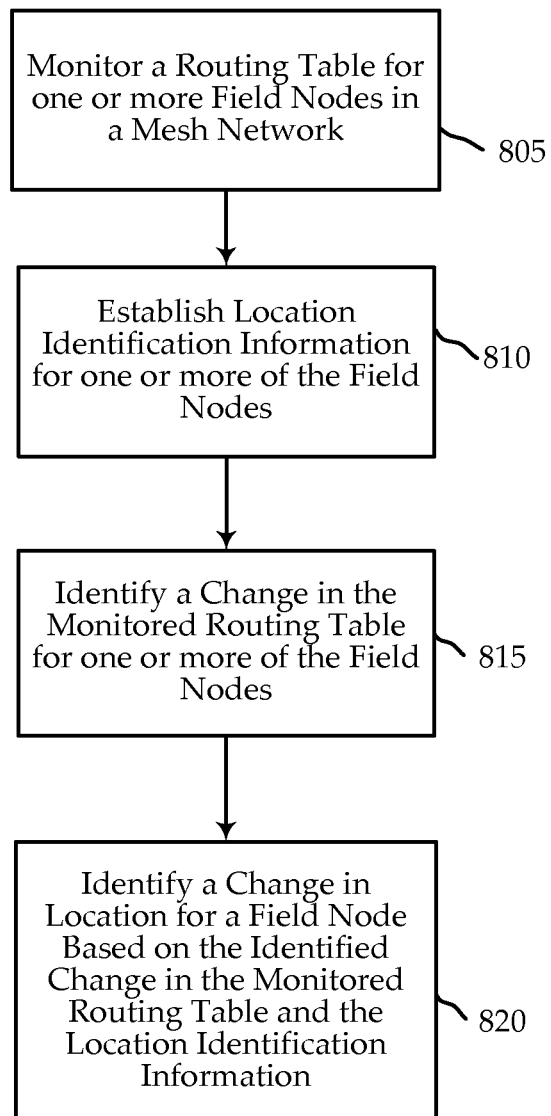 Monitor a Routing Table for
one or more Field Nodes in
a Mesh Network
805
Establish Location
Identification Information
for one or more of the Field
Nodes
810
Identify a Change in the
Monitored Routing Table
for one or more of the Field
Nodes
815
Identify a Change in
Location for a Field Node
Based on the Identified
Change in the Monitored
Routing Table and the
Location Identification
Information
820